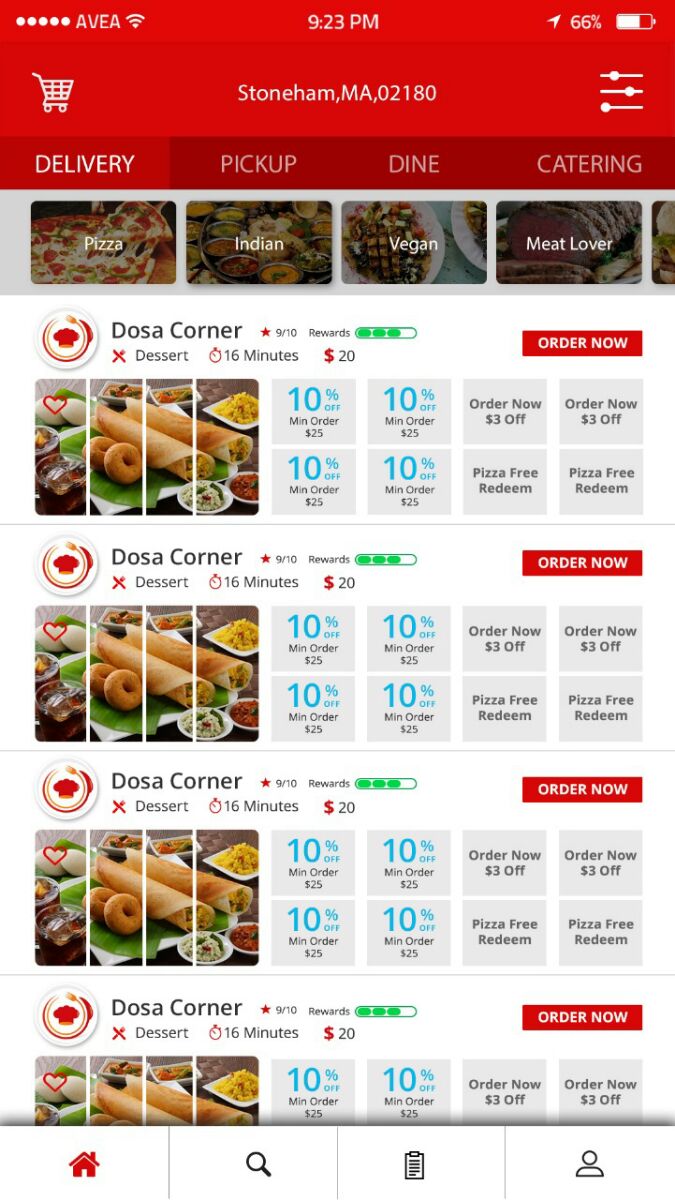 AVEA 9:23 PM 66%
Stoneham,MA,02180
DELIVERY PICKUP DINE CATERING
Pizza Indian Vegan Meat Lover
Dosa Corner 9/10 Rewards
Dessert 16 Minutes $ 20
ORDER NOW
10 % OFF 10 % OFF Order Now Order Now
Min Order Min Order $3 Off $3 Off
$25 $25
10 % OFF 10 % OFF Pizza Free Pizza Free
Min Order Min Order Redeem Redeem
$25 $25
Dosa Corner 9/10 Rewards
Dessert 16 Minutes $ 20
ORDER NOW
10 % OFF 10 % OFF Order Now Order Now
Min Order Min Order $3 Off $3 Off
$25 $25
10 % OFF 10 % OFF Pizza Free Pizza Free
Min Order Min Order Redeem Redeem
$25 $25
Dosa Corner 9/10 Rewards
Dessert 16 Minutes $ 20
ORDER NOW
10 % OFF 10 % OFF Order Now Order Now
Min Order Min Order $3 Off $3 Off
$25 $25
10 % OFF 10 % OFF Pizza Free Pizza Free
Min Order Min Order Redeem Redeem
$25 $25
Dosa Corner 9/10 Rewards
Dessert 16 Minutes $ 20
ORDER NOW
10 % OFF 10 % OFF Order Now Order Now
Min Order Min Order $3 Off $3 Off
$25 $25